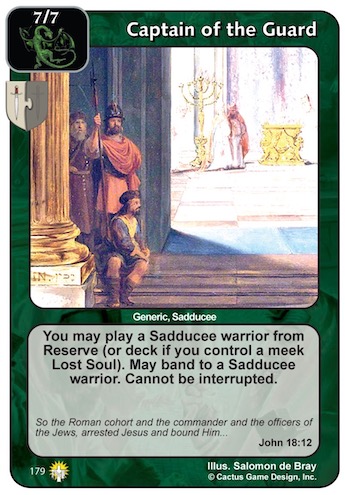 7/7
Captain of the Guard
Generic, Sadducee
You may play a Sadducee warrior from
Reserve (or deck if you control a meek
Lost Soul). May band to a Sadducee
warrior. Cannot be interrupted.
So the Roman cohort and the commander and the officers of
the Jews, arrested Jesus and bound Him...
John 18:12
179
Illus. Salomon de Bray
© Cactus Game Design, Inc.